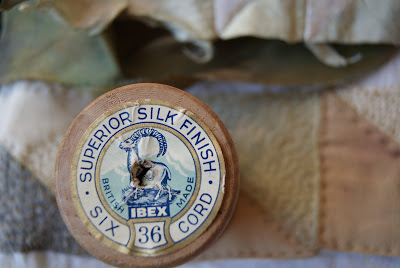 SUPERIOR SILK FINISH
BRITISH MADE
IBEX
SIX 36 CORD